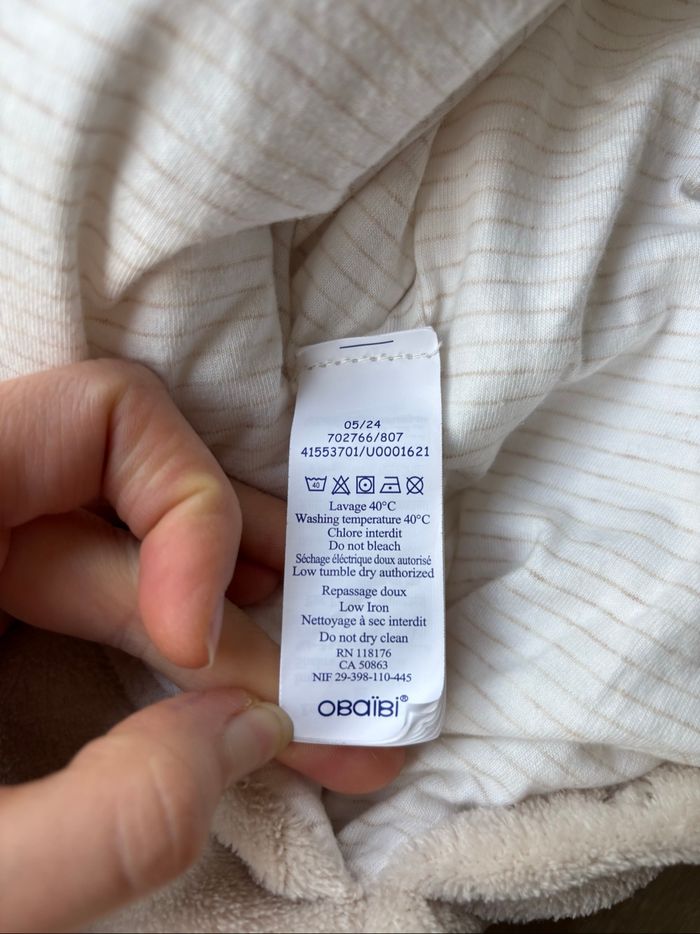 05/24
702766/807
41553701/U0001621
40
Lavage 40°C
Washing temperature 40°C
Chlore interdit
Do not bleach
Séchage éléctrique doux autorisé
Low tumble dry authorized
Repassage doux
Low Iron
Nettoyage à sec interdit
Do not dry clean
RN 118176
CA 50863
NIF 29-398-110-445
OBaïBi®